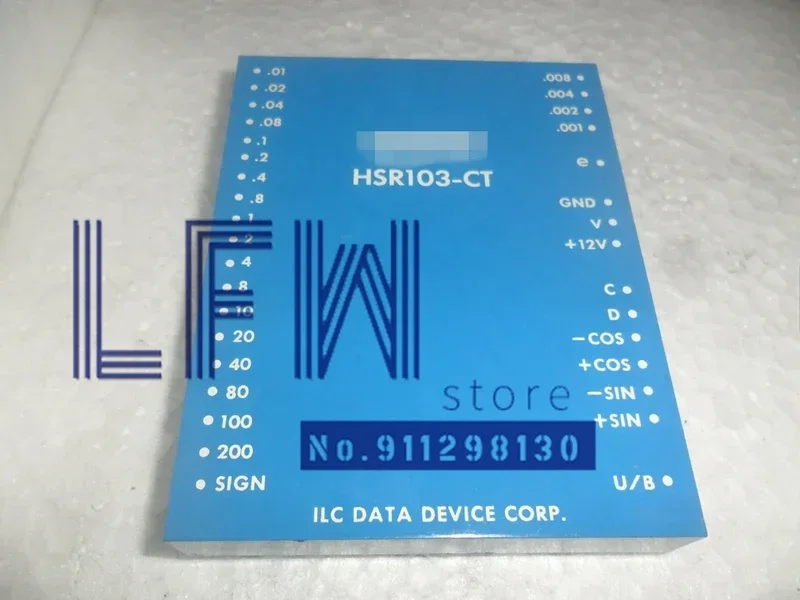 .01
.02
.04
.08
.1
.2
.4
.8
1
2
4
8
10
20
40
80
100
200
SIGN
.008
.004
.002
.001
e
GND
V
+12V
C
D
-COS
+COS
-SIN
+SIN
U/B
HSR103-CT
LFW
store
No.911298130
ILC DATA DEVICE CORP.